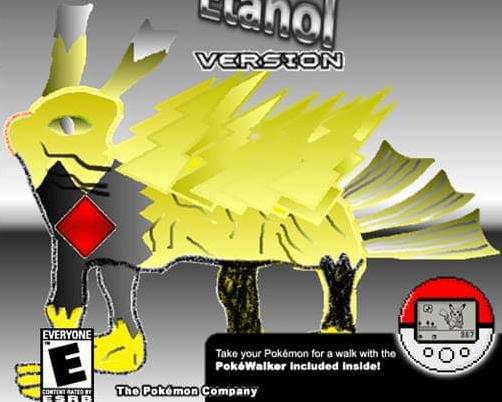 Etanol
VERSION
Take your Pokémon for a walk with the
PokéWalker included inside!
EVERYONE
E
CONTENT RATED BY
ESRB
The Pokémon Company
367